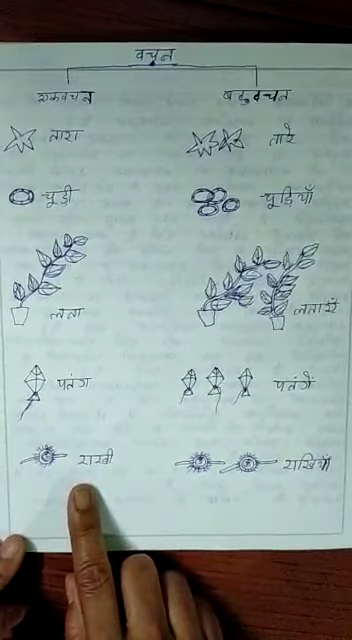 वचन
एकवचन बहुवचन
तारा तारे
चूड़ी चूड़ियाँ
लता लताएँ
पतंग पतंगें
राखी राखियाँ